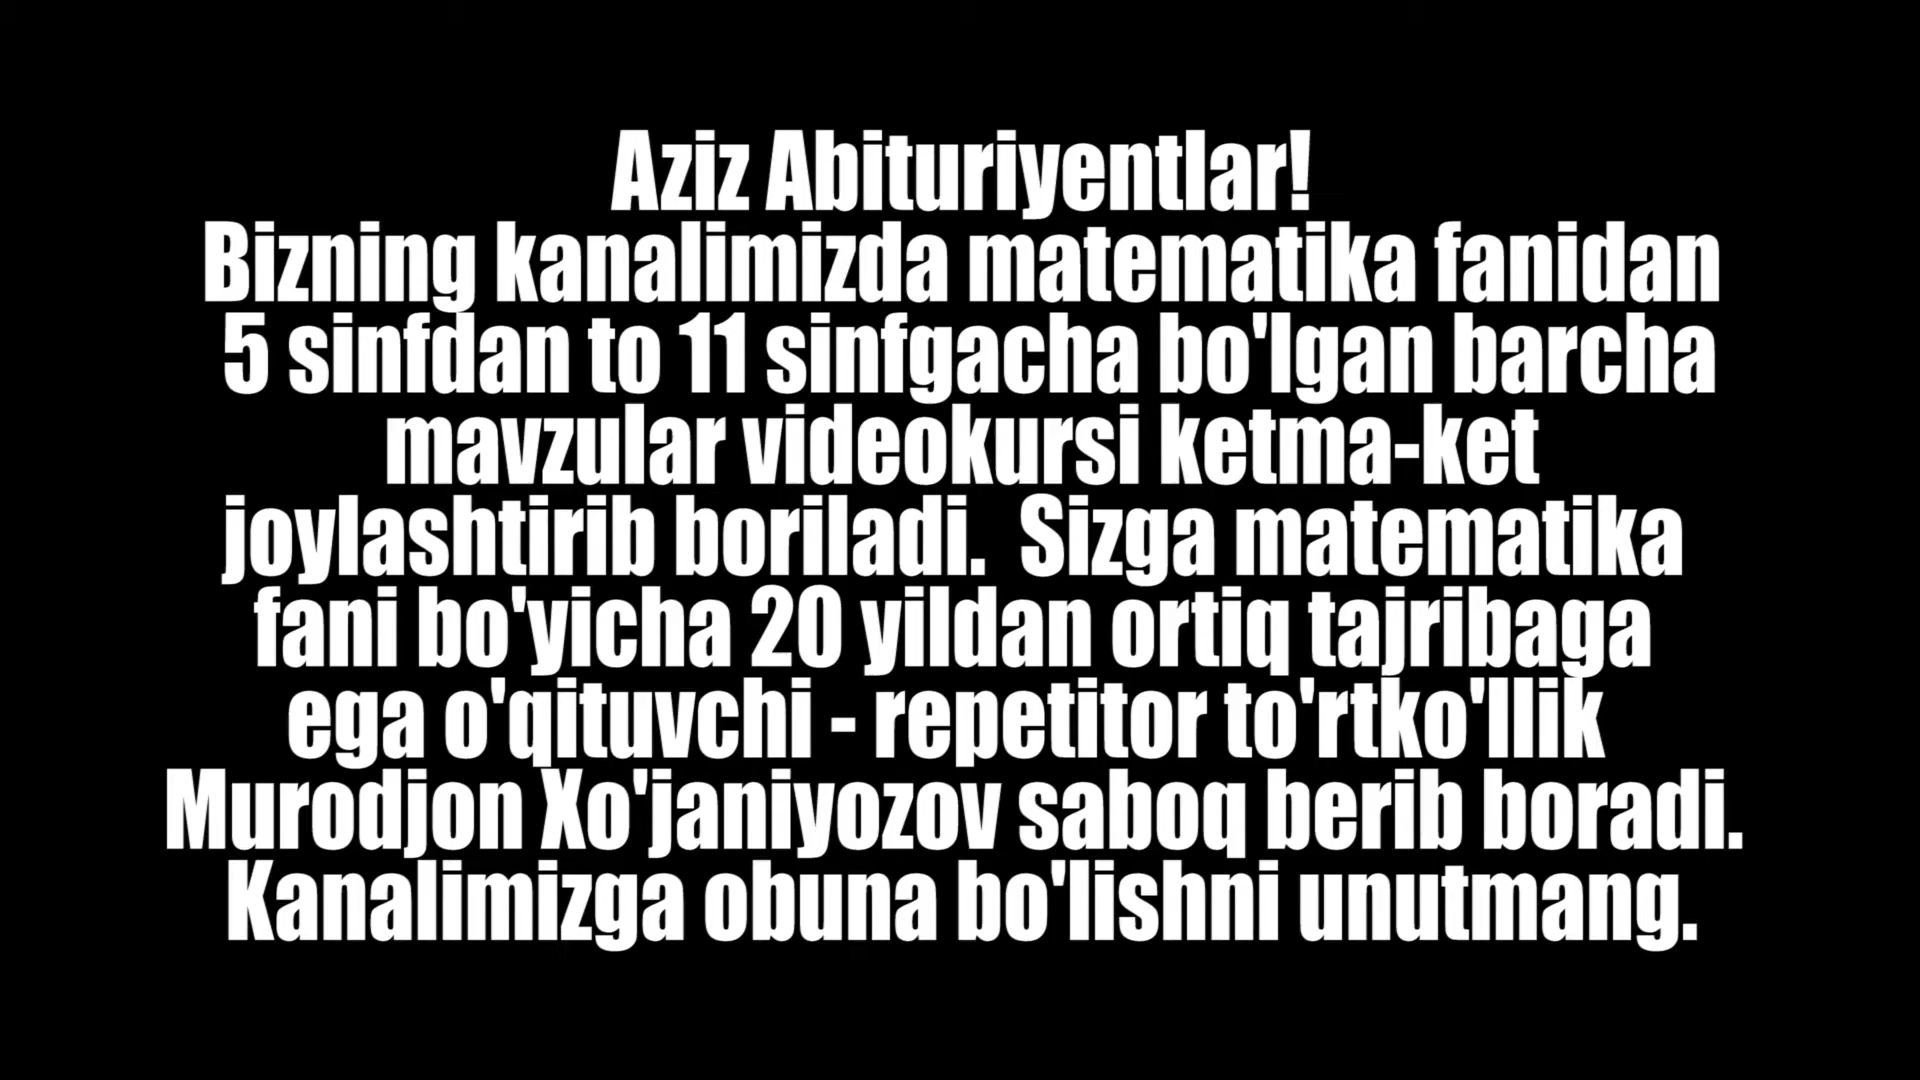 Aziz Abituriyentlar!
Bizning kanalimizda matematika fanidan
5 sinfdan to 11 sinfgacha bo'lgan barcha
mavzular videokursi ketma-ket
joylashtirib boriladi. Sizga matematika
fani bo'yicha 20 yildan ortiq tajribaga
ega o'qituvchi - repetitor to'rtko'llik
Murodjon Xo'janiyozov saboq berib boradi.
Kanalimizga obuna bo'lishni unutmang.